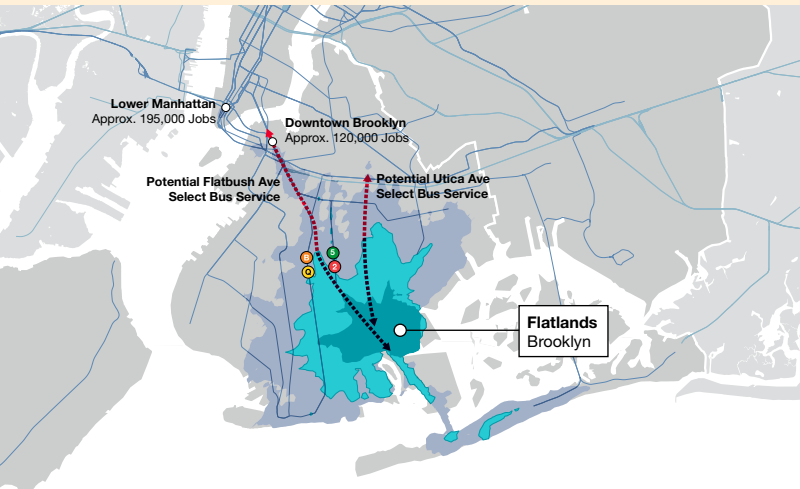 Lower Manhattan
Approx. 195,000 Jobs
Downtown Brooklyn
Approx. 120,000 Jobs
Potential Flatbush Ave
Select Bus Service
Potential Utica Ave
Select Bus Service
B
5
Q
2
Flatlands
Brooklyn